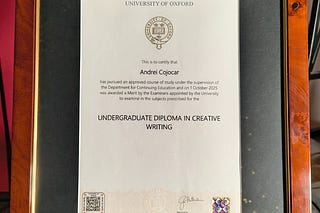 UNIVERSITY OF OXFORD
This is to certify that
Andrei Cojocar
has pursued an approved course of study under the supervision of
the Department for Continuing Education and on 1 October 2025
was awarded a Merit by the Examiners appointed by the University
to examine in the subjects prescribed for the
UNDERGRADUATE DIPLOMA IN CREATIVE
WRITING